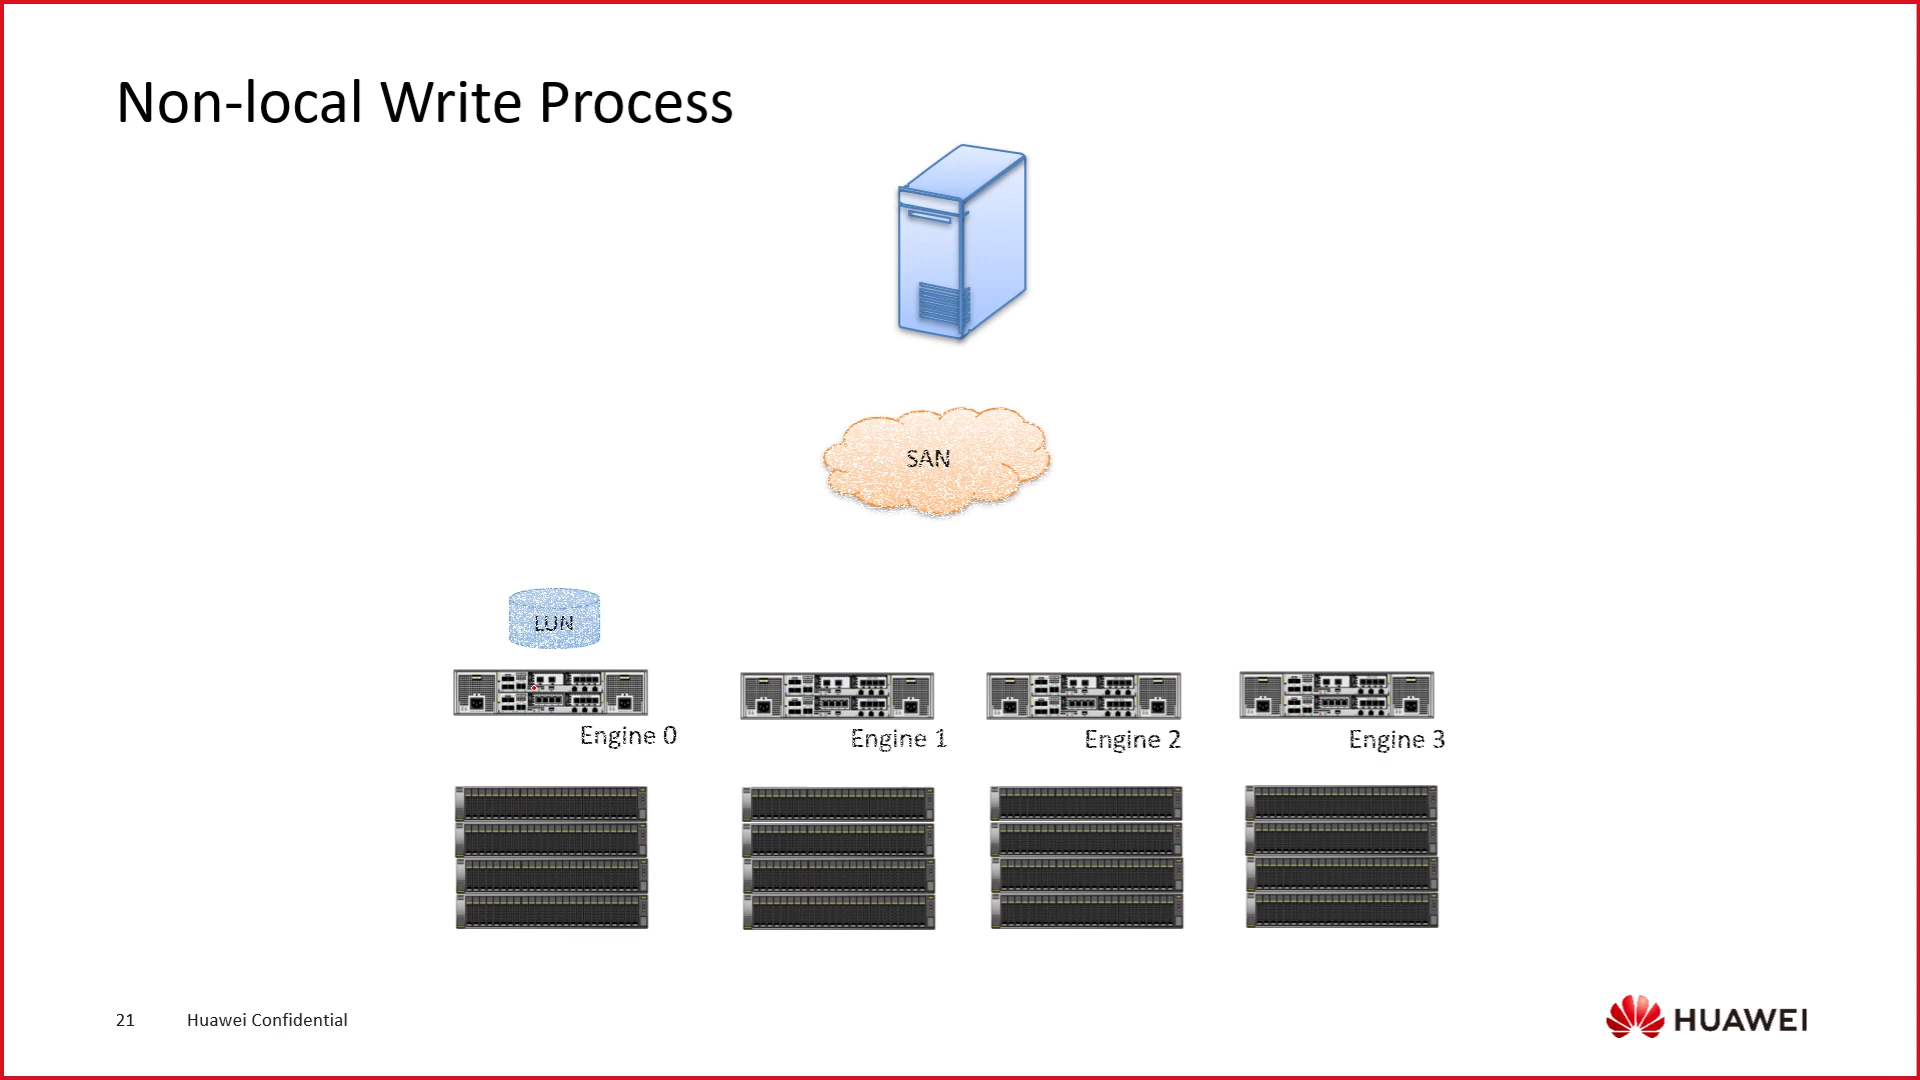 Non-local Write Process
SAN
LUN
Engine 0
Engine 1
Engine 2
Engine 3
21
Huawei Confidential
HUAWEI